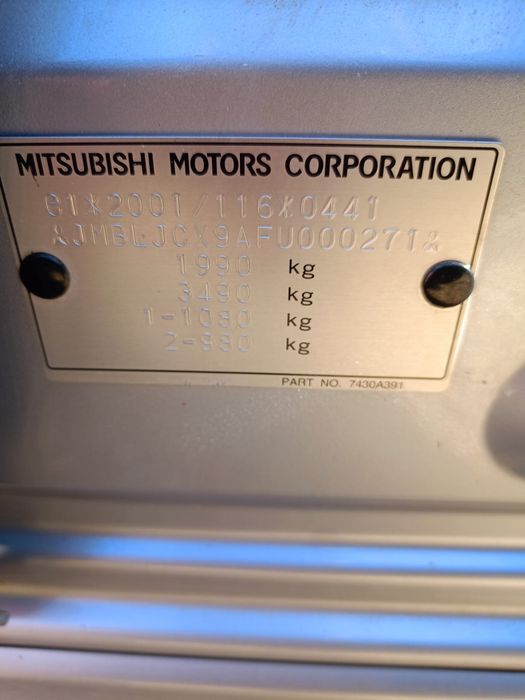 MITSUBISHI MOTORS CORPORATION
e1*2001/116*0441
&JMBLJCX9AFU000271&
1990 kg
3490 kg
1-1080 kg
2-980 kg
PART NO. 7430A391